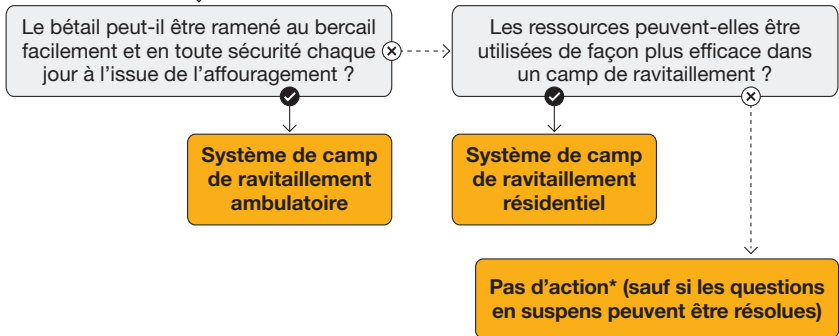 Le bétail peut-il être ramené au bercail
facilement et en toute sécurité chaque
jour à l'issue de l'affouragement ?
Les ressources peuvent-elles être
utilisées de façon plus efficace dans
un camp de ravitaillement ?
Système de camp
de ravitaillement
ambulatoire
Système de camp
de ravitaillement
résidentiel
Pas d'action* (sauf si les questions
en suspens peuvent être résolues)